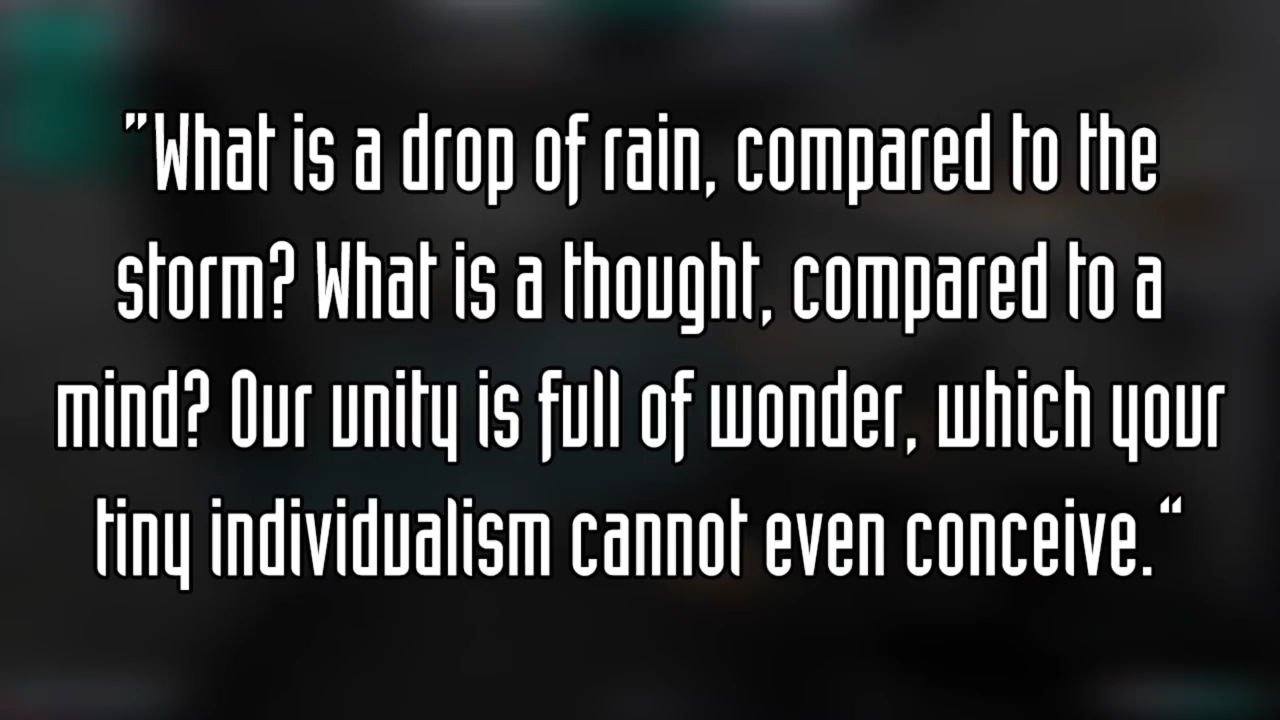 "What is a drop of rain, compared to the
storm? What is a thought, compared to a
mind? Our unity is full of wonder, which your
tiny individualism cannot even conceive."